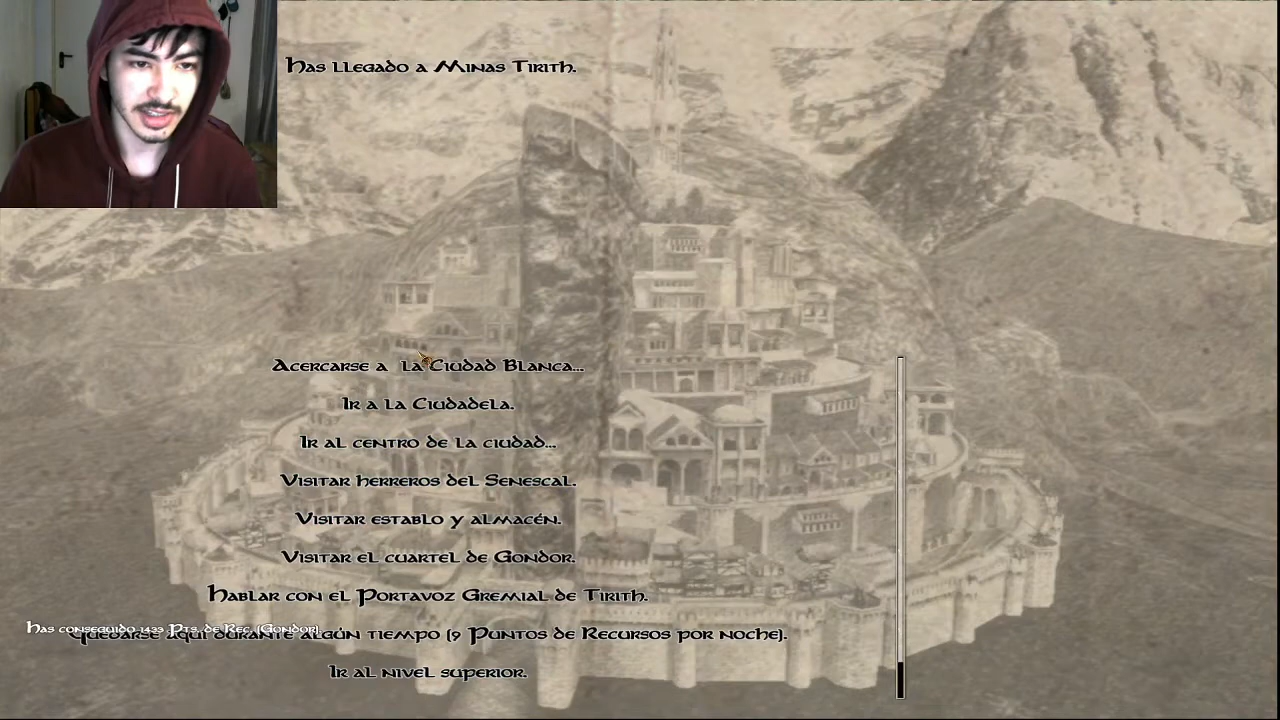 Has llegado a Minas Tirith.
Acercarse a la Ciudad Blanca...
Ir a la Ciudadela.
Ir al centro de la ciudad...
Visitar herreros del Senescal.
Visitar establo y almacén.
Visitar el cuartel de Gondor.
Hablar con el Portavoz Gremial de Tirith.
Has conseguido 1433 Pts. de Rec. (Gondor)
Quedarse aquí durante algún tiempo (9 Puntos de Recursos por noche).
Ir al nivel superior.